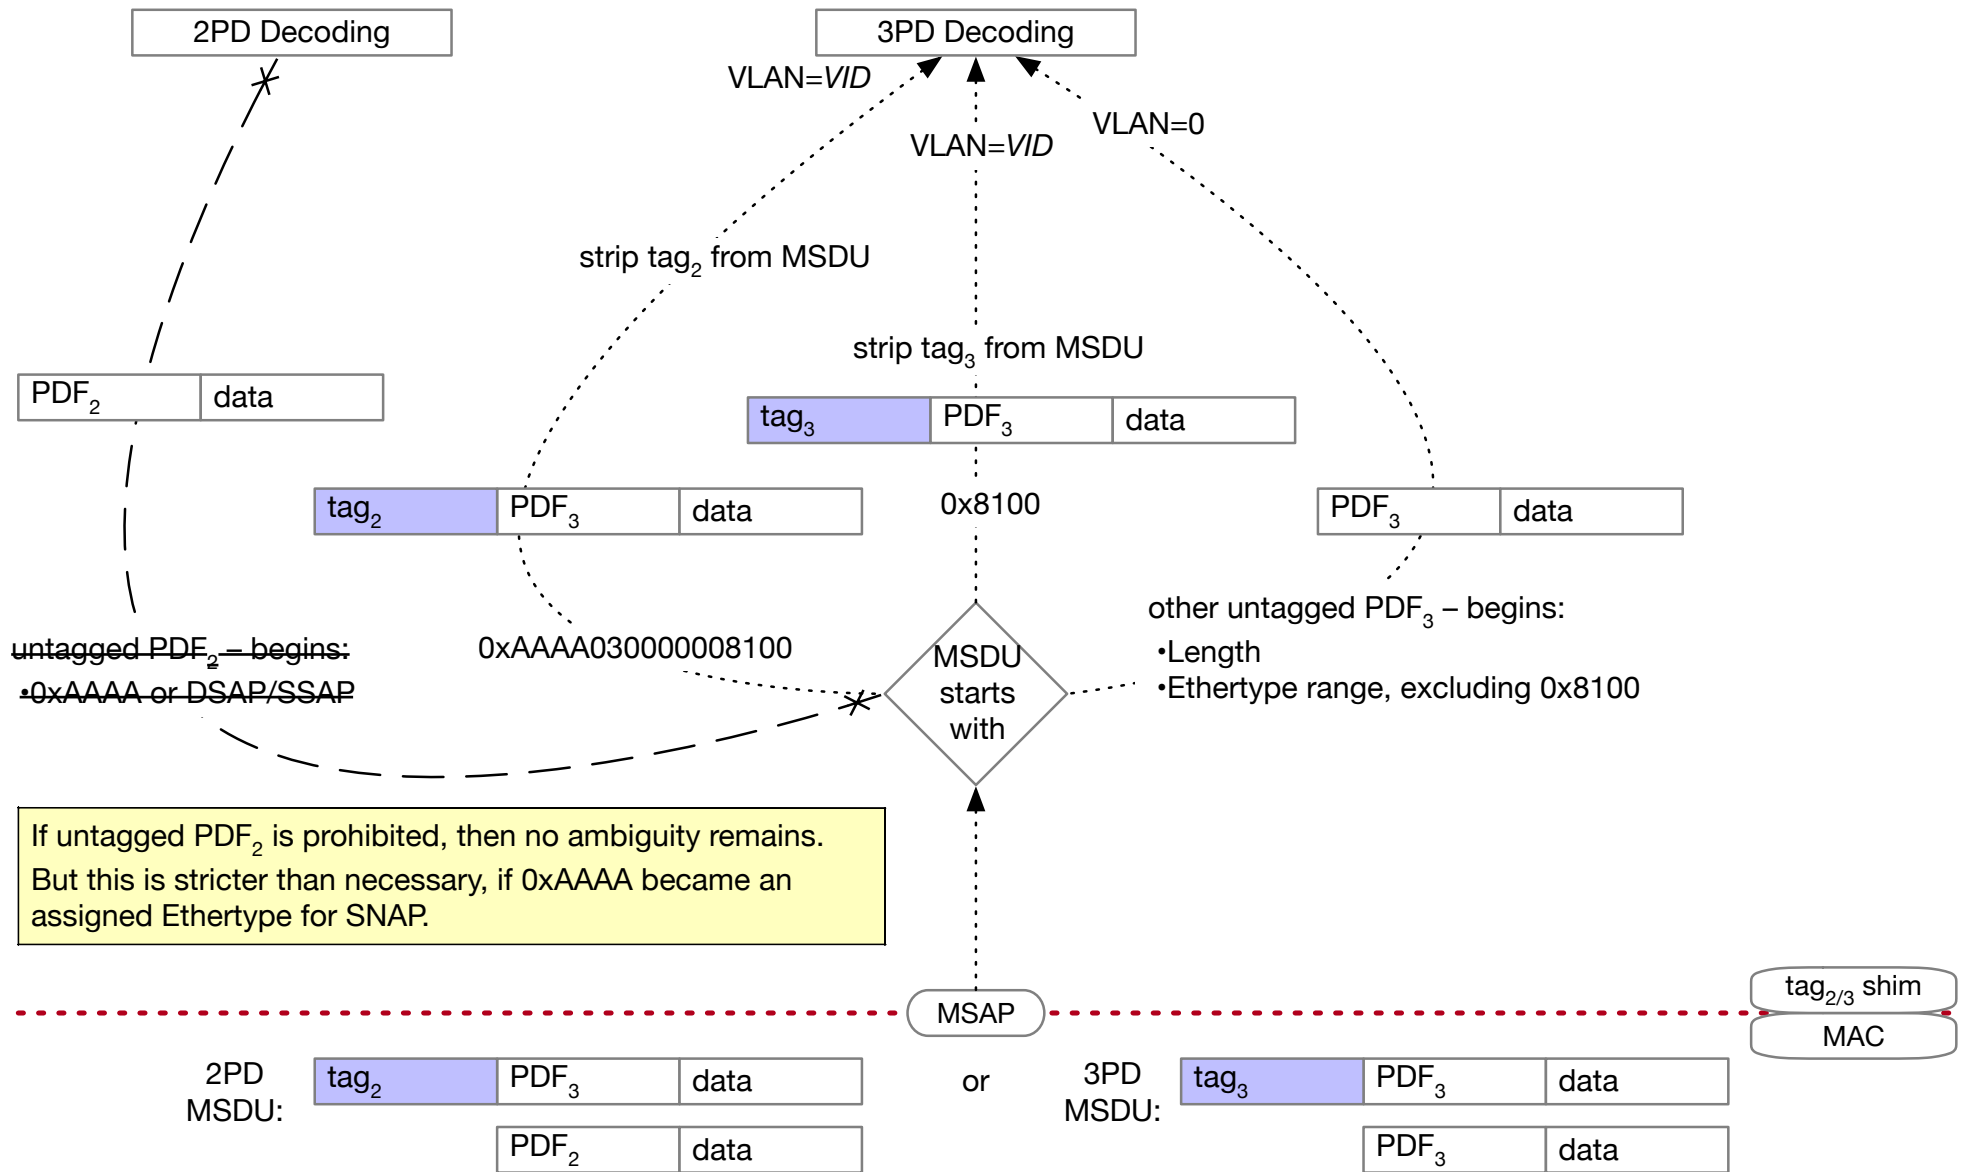 2PD Decoding
3PD Decoding
VLAN=VID
VLAN=0
VLAN=VID
strip tag2 from MSDU
strip tag3 from MSDU
PDF2 data
tag3 PDF3 data
tag2 PDF3 data
0x8100
PDF3 data
other untagged PDF3 – begins:
•Length
•Ethertype range, excluding 0x8100
untagged PDF2 – begins:
•0xAAAA or DSAP/SSAP
0xAAAA030000008100
MSDU
starts
with
If untagged PDF2 is prohibited, then no ambiguity remains.
But this is stricter than necessary, if 0xAAAA became an
assigned Ethertype for SNAP.
tag2/3 shim
MSAP
MAC
2PD
MSDU:
tag2 PDF3 data
PDF2 data
or
3PD
MSDU:
tag3 PDF3 data
PDF3 data